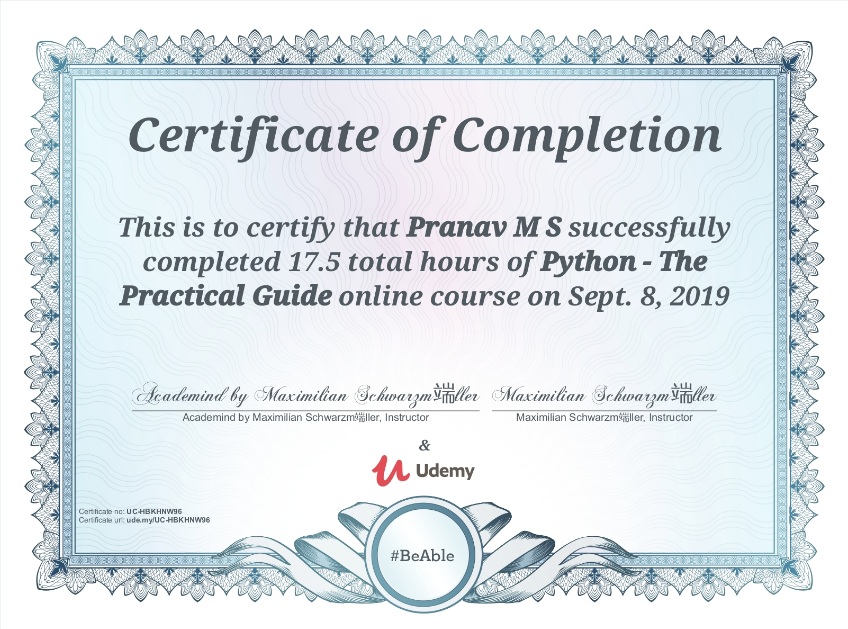 Certificate of Completion
This is to certify that Pranav M S successfully
completed 17.5 total hours of Python - The
Practical Guide online course on Sept. 8, 2019
Academind by Maximilian Schwarzm端ller
Maximilian Schwarzm端ller
Academind by Maximilian Schwarzm端ller, Instructor
Maximilian Schwarzm端ller, Instructor
&
Udemy
Certificate no: UC-HBKHNW96
Certificate url: ude.my/UC-HBKHNW96
#BeAble